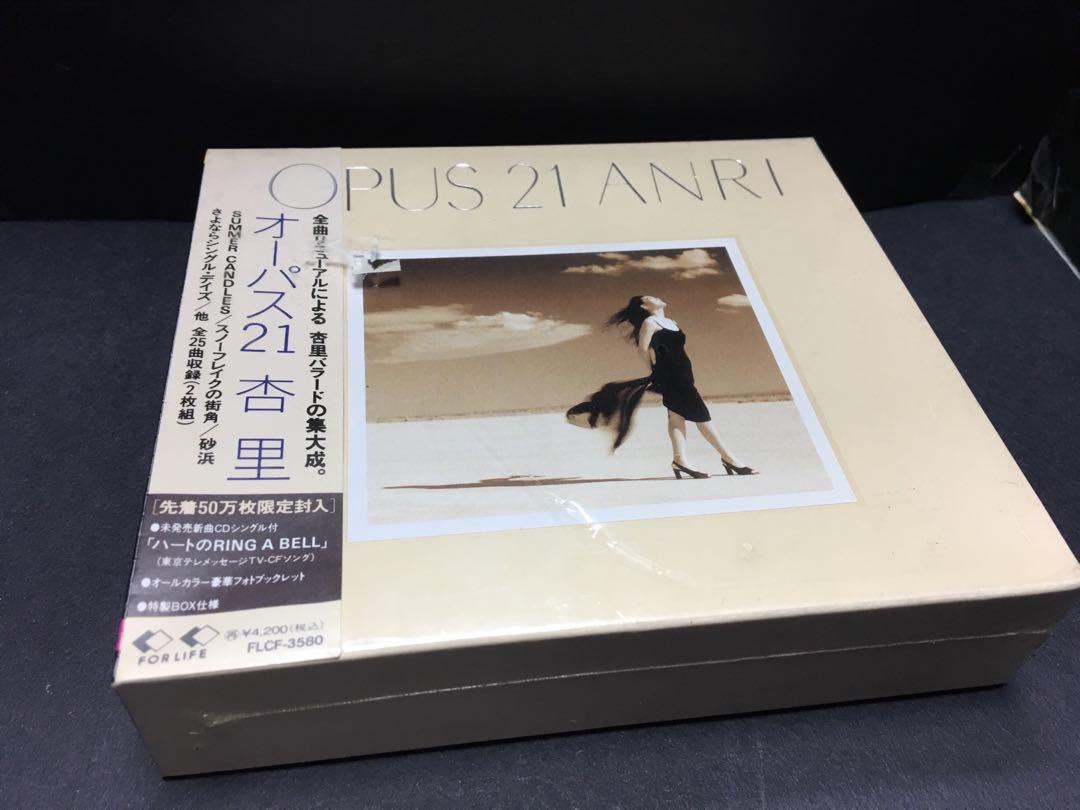 OPUS 21 ANRI
全曲リニューアルによる 杏里バラードの集大成。
オーパス21 杏里
SUMMER CANDLES/スノーフレイクの街角/砂浜
さよならシングル・デイズ/他 全25曲収録(2枚組)
[先着50万枚限定封入]
●未発売新曲CDシングル付
「ハートのRING A BELL」
(東京テレメッセージTV-CFソング)
●オールカラー豪華フォトブックレット
●特製BOX仕様
FOR LIFE
¥4,200(税込)
FLCF-3580